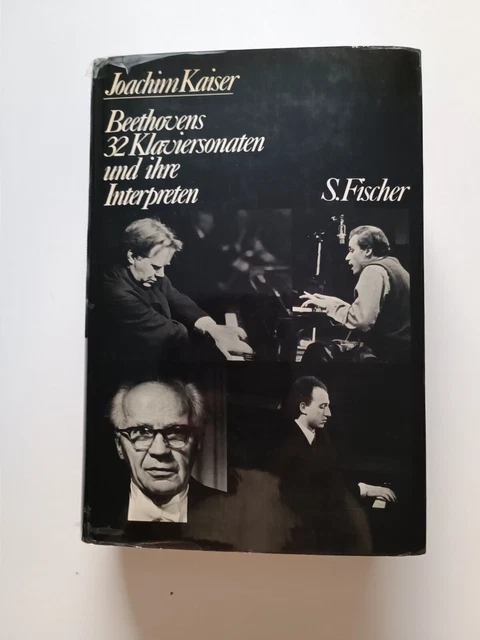 Joachim Kaiser
Beethovens
32 Klaviersonaten
und ihre
Interpreten
S. Fischer